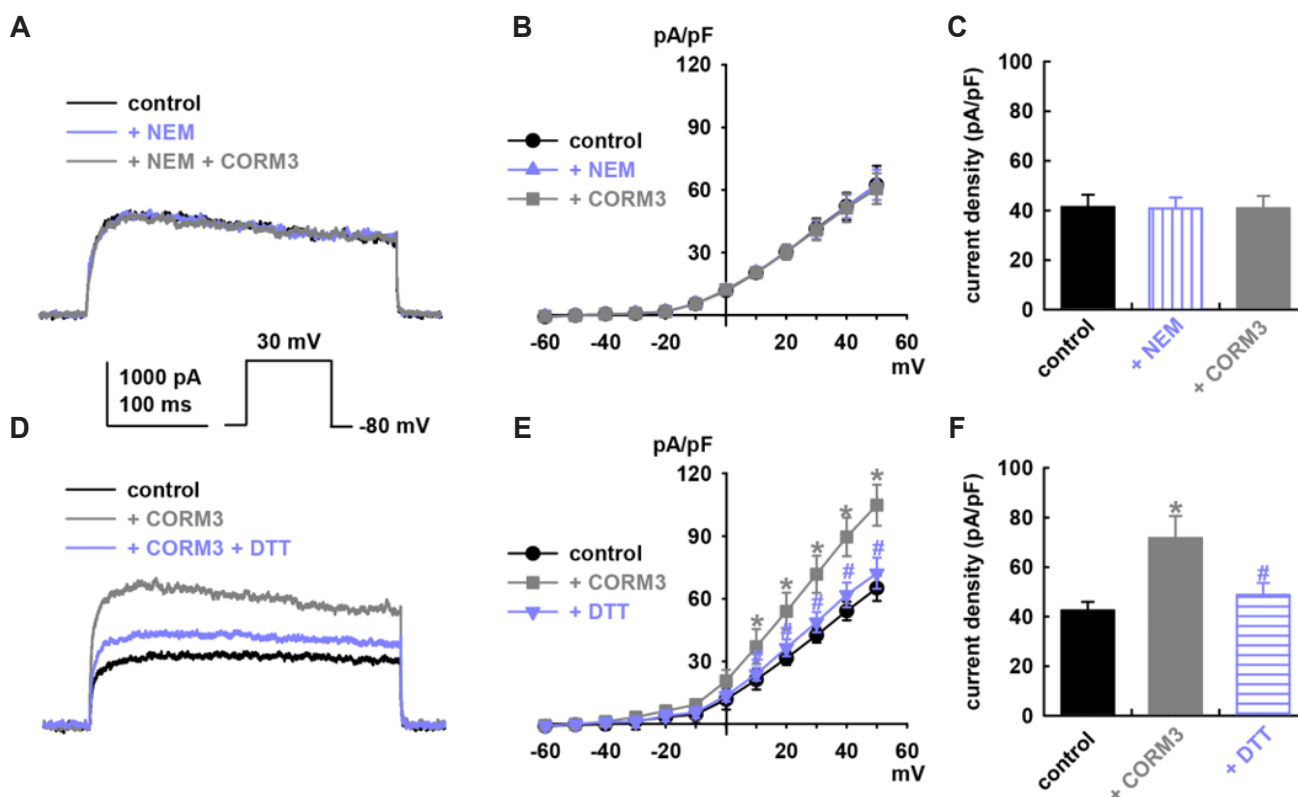 A
control
+ NEM
+ NEM + CORM3
30 mV
1000 pA
100 ms
-80 mV
B
pA/pF
120
90
60
30
-60
-40
-20
20
40
60
mV
control
+ NEM
+ CORM3
C
current density (pA/pF)
100
80
60
40
20
0
control
+ NEM
+ CORM3
D
control
+ CORM3
+ CORM3 + DTT
E
pA/pF
120
90
60
30
-60
-40
-20
20
40
60
mV
control
+ CORM3
+ DTT
* * * * *
# # # # #
F
current density (pA/pF)
100
80
60
40
20
0
*
#
control
+ CORM3
+ DTT